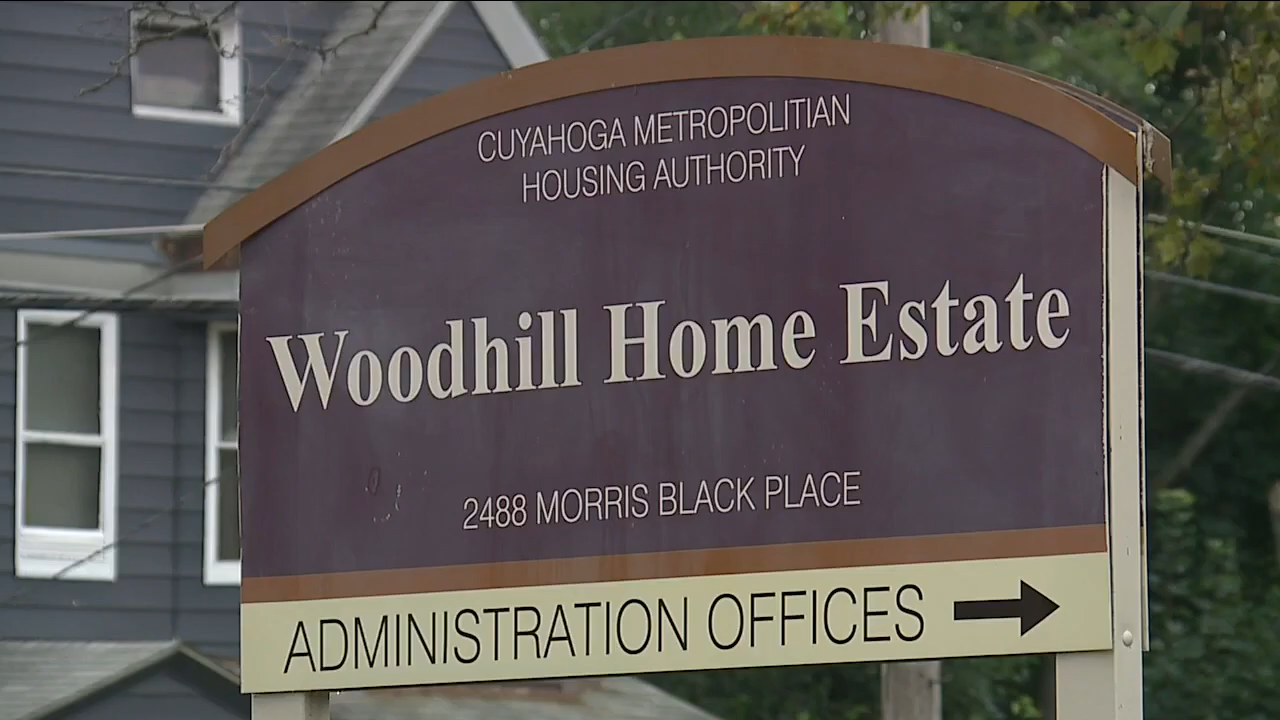 CUYAHOGA METROPOLITIAN
HOUSING AUTHORITY
Woodhill Home Estate
2488 MORRIS BLACK PLACE
ADMINISTRATION OFFICES